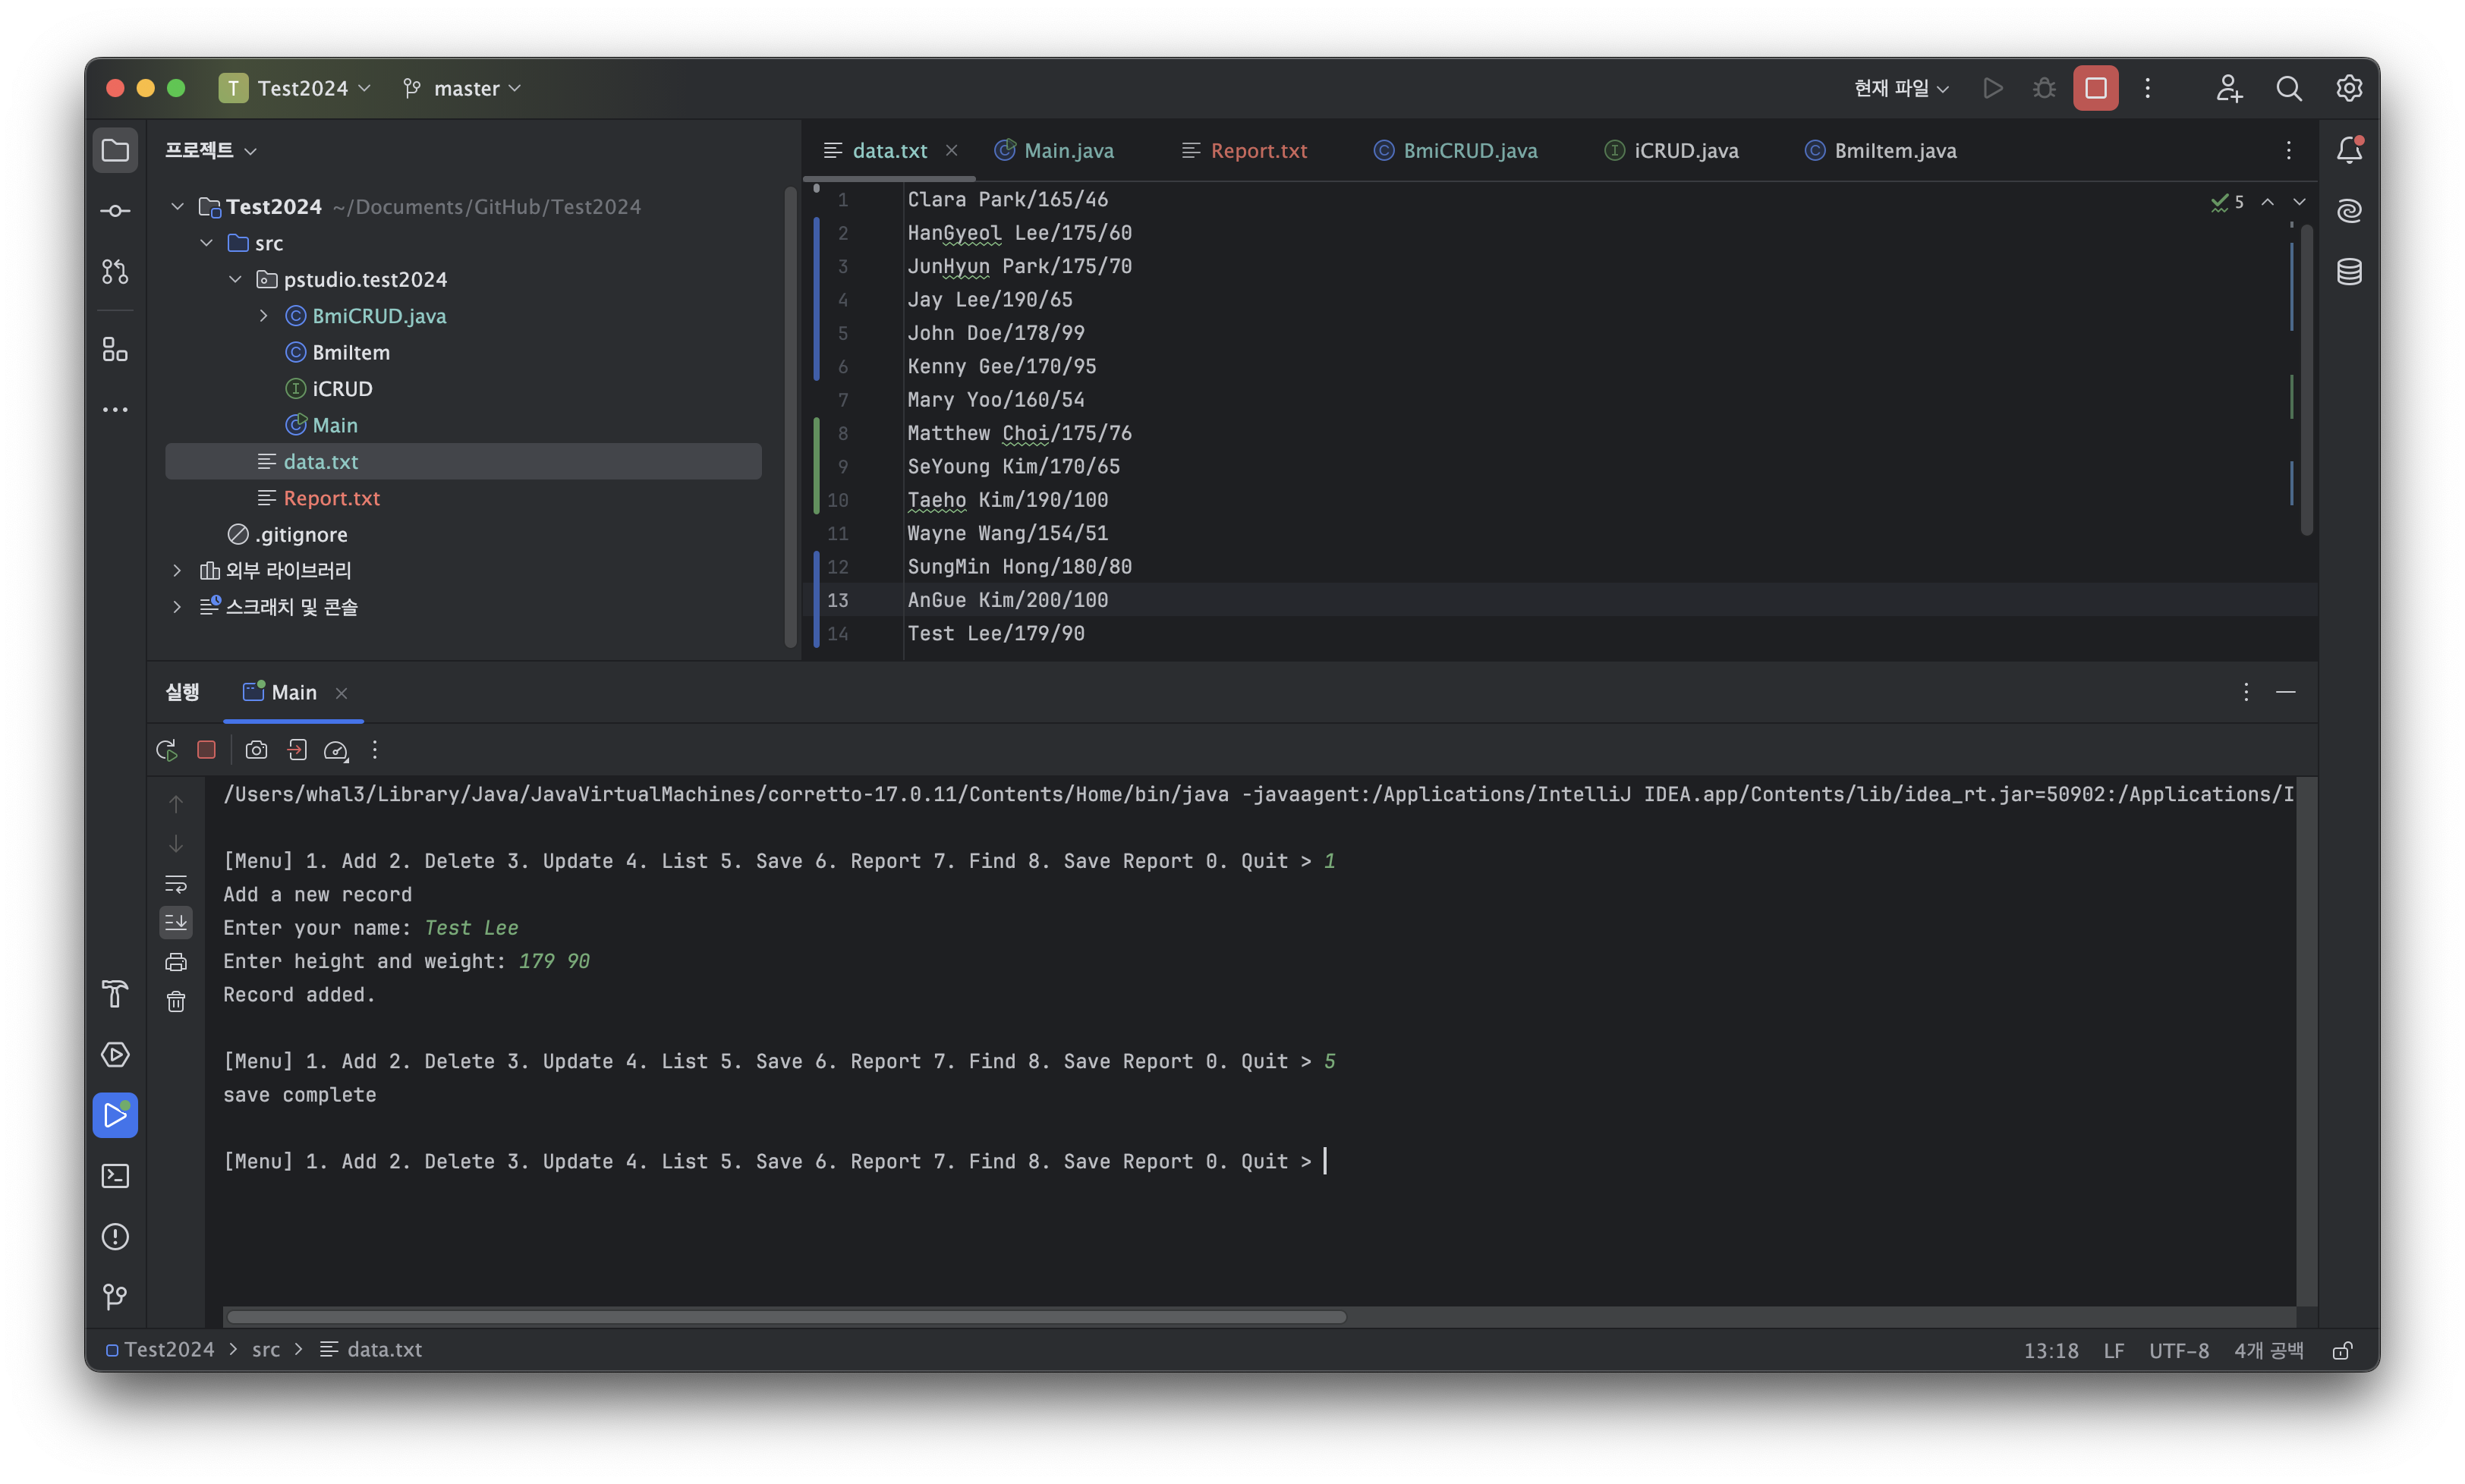 T Test2024 master 현재 파일
프로젝트
data.txt Main.java Report.txt BmiCRUD.java iCRUD.java BmiItem.java
Test2024 ~/Documents/GitHub/Test2024
src
pstudio.test2024
BmiCRUD.java
BmiItem
iCRUD
Main
data.txt
Report.txt
.gitignore
외부 라이브러리
스크래치 및 콘솔
1 Clara Park/165/46
2 HanGyeol Lee/175/60
3 JunHyun Park/175/70
4 Jay Lee/190/65
5 John Doe/178/99
6 Kenny Gee/170/95
7 Mary Yoo/160/54
8 Matthew Choi/175/76
9 SeYoung Kim/170/65
10 Taeho Kim/190/100
11 Wayne Wang/154/51
12 SungMin Hong/180/80
13 AnGue Kim/200/100
14 Test Lee/179/90
5
실행 Main
/Users/whal3/Library/Java/JavaVirtualMachines/corretto-17.0.11/Contents/Home/bin/java -javaagent:/Applications/IntelliJ IDEA.app/Contents/lib/idea_rt.jar=50902:/Applications/I
[Menu] 1. Add 2. Delete 3. Update 4. List 5. Save 6. Report 7. Find 8. Save Report 0. Quit > 1
Add a new record
Enter your name: Test Lee
Enter height and weight: 179 90
Record added.
[Menu] 1. Add 2. Delete 3. Update 4. List 5. Save 6. Report 7. Find 8. Save Report 0. Quit > 5
save complete
[Menu] 1. Add 2. Delete 3. Update 4. List 5. Save 6. Report 7. Find 8. Save Report 0. Quit >
Test2024 > src > data.txt
13:18 LF UTF-8 4개 공백